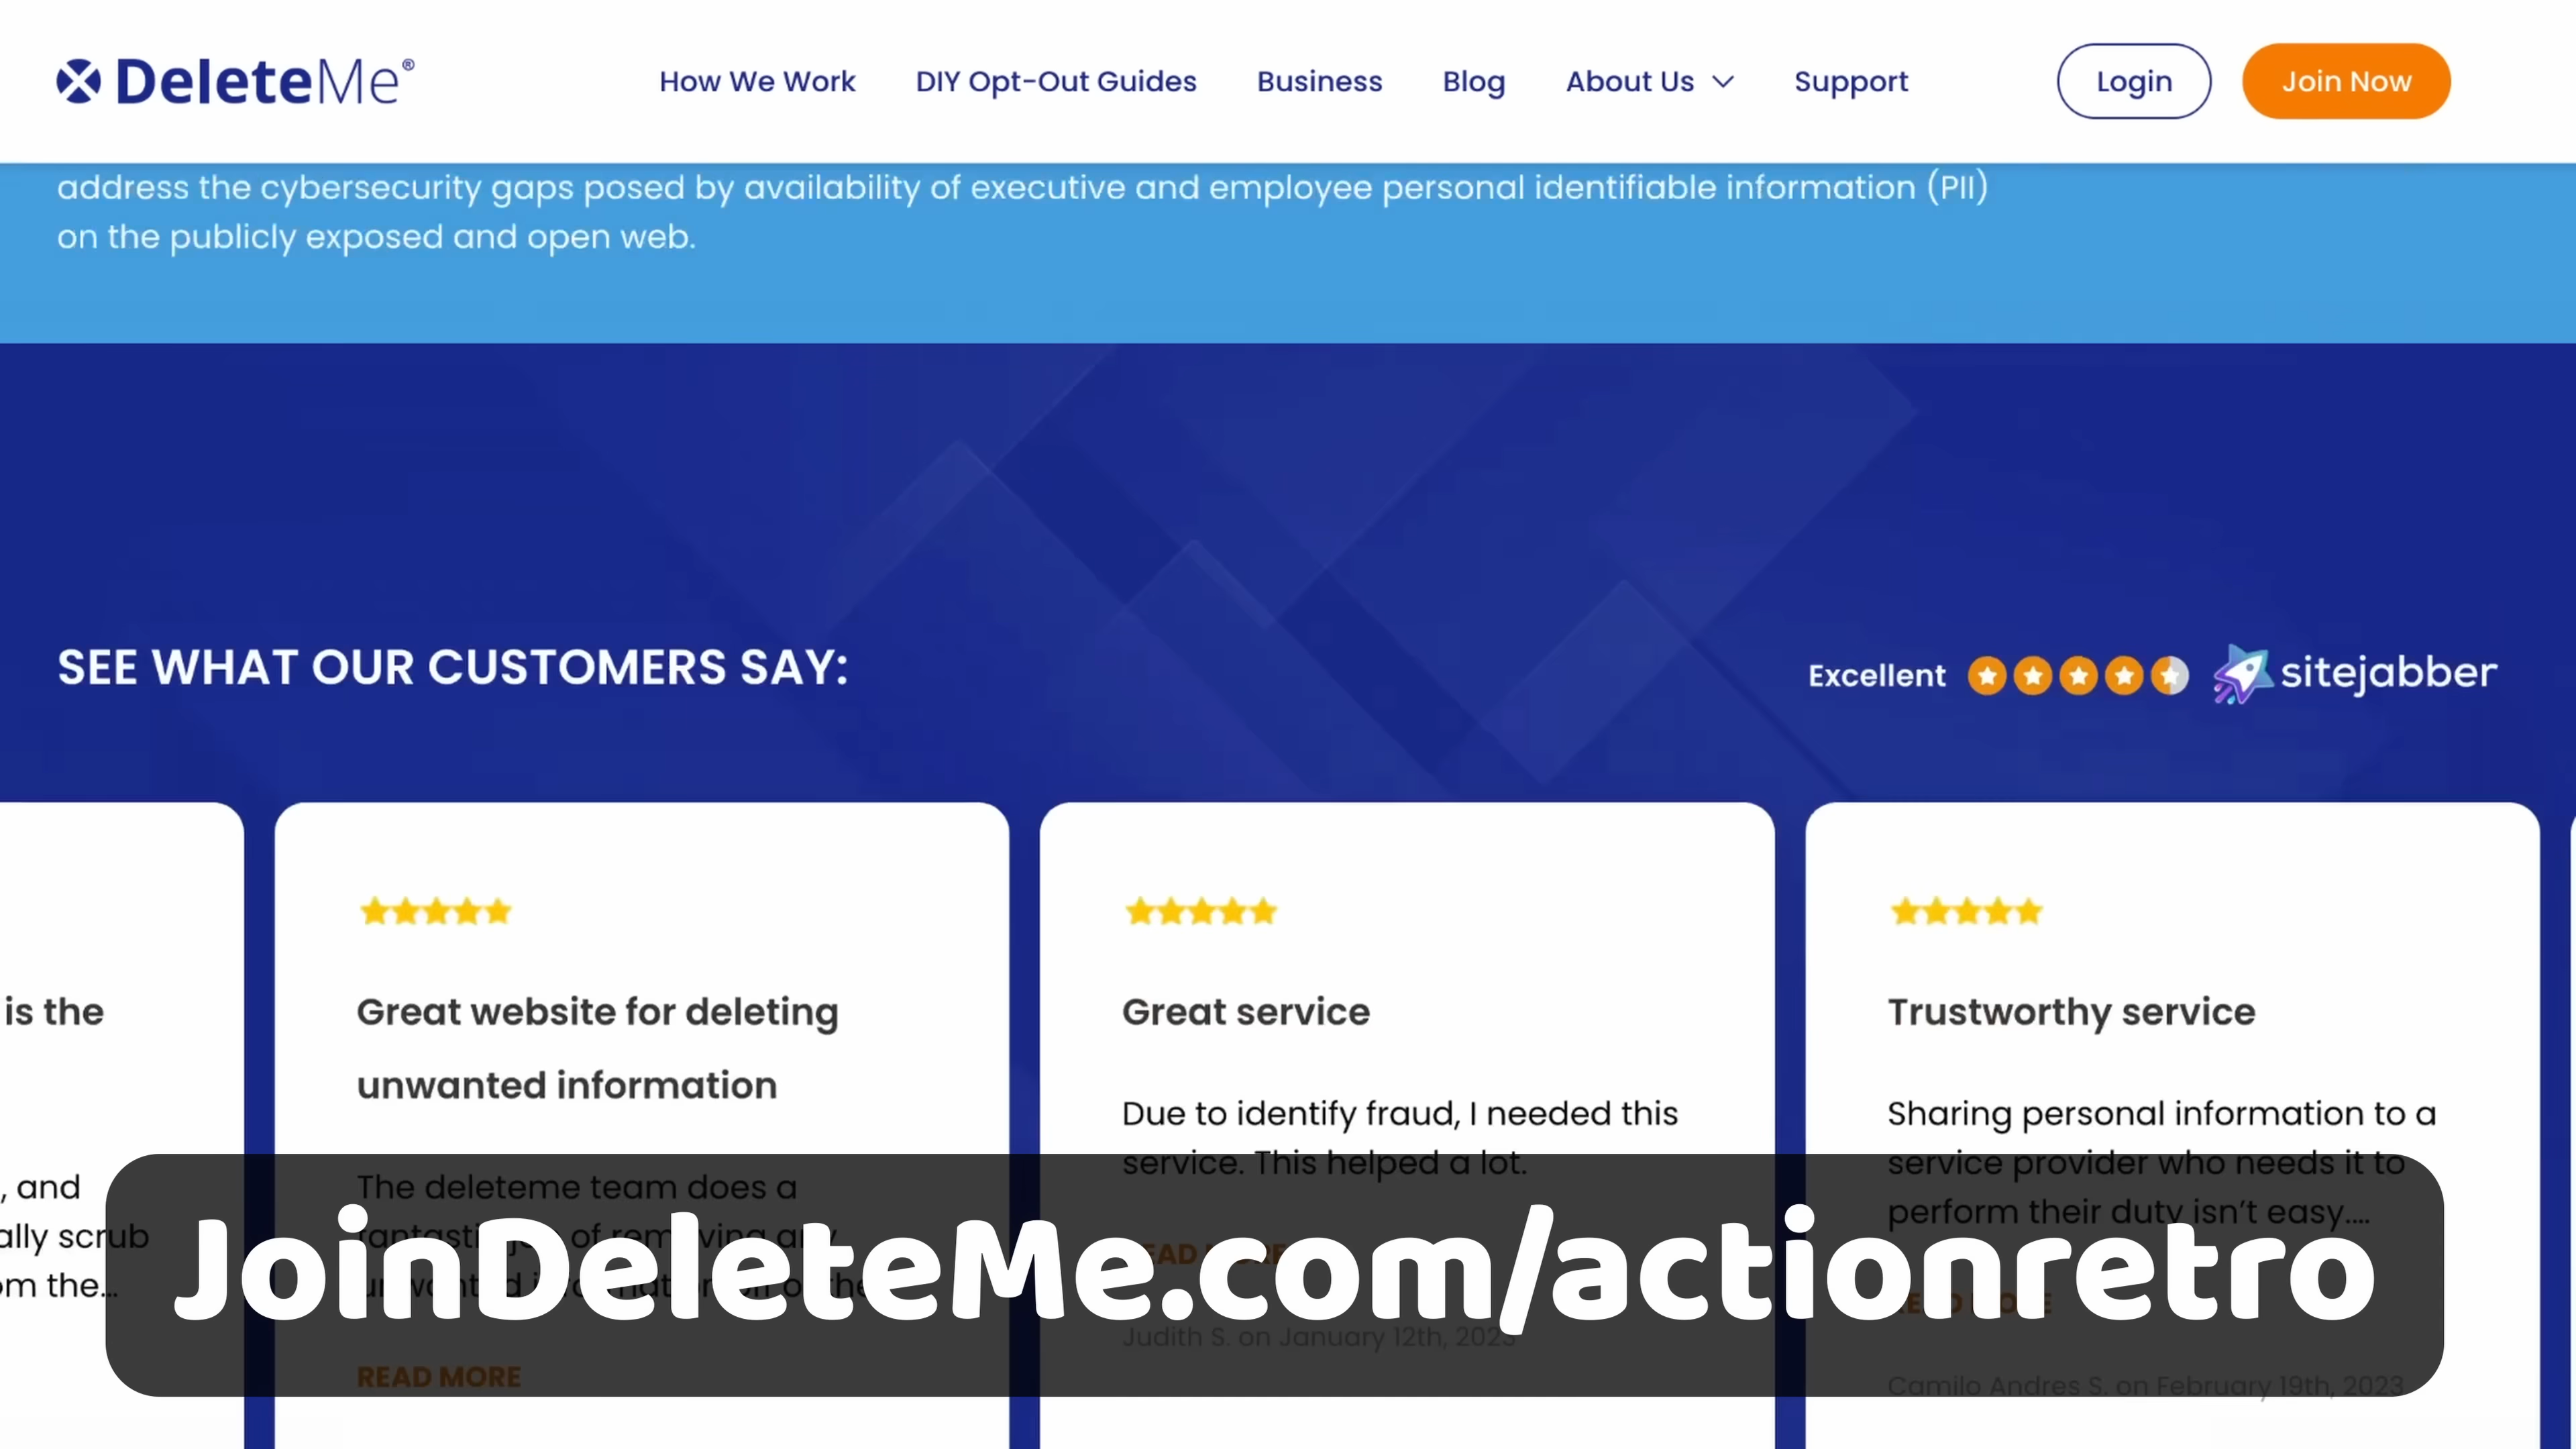 DeleteMe®
How We Work
DIY Opt-Out Guides
Business
Blog
About Us
Support
Login
Join Now
address the cybersecurity gaps posed by availability of executive and employee personal identifiable information (PII)
on the publicly exposed and open web.
SEE WHAT OUR CUSTOMERS SAY:
Excellent
sitejabber
is the
, and
ally scrub
om the...
Great website for deleting
unwanted information
The deleteme team does a
of
READ MORE
Great service
Due to identify fraud, I needed this
service. This helped a lot.
Judith S. on January 12th, 2023
Trustworthy service
Sharing personal information to a
service provider who needs it to
perform their duty isn't easy....
Camilo Andres S. on February 19th, 2023
JoinDeleteMe.com/actionretro